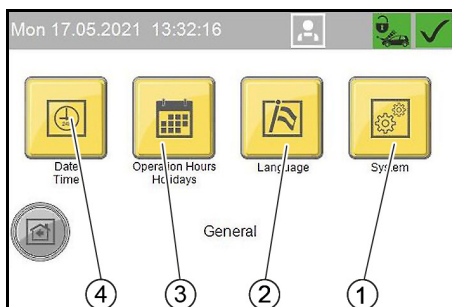 Mon 17.05.2021 13:32:16
24h
Date
Time
Operation Hours
Holidays
Language
System
General
4
3
2
1